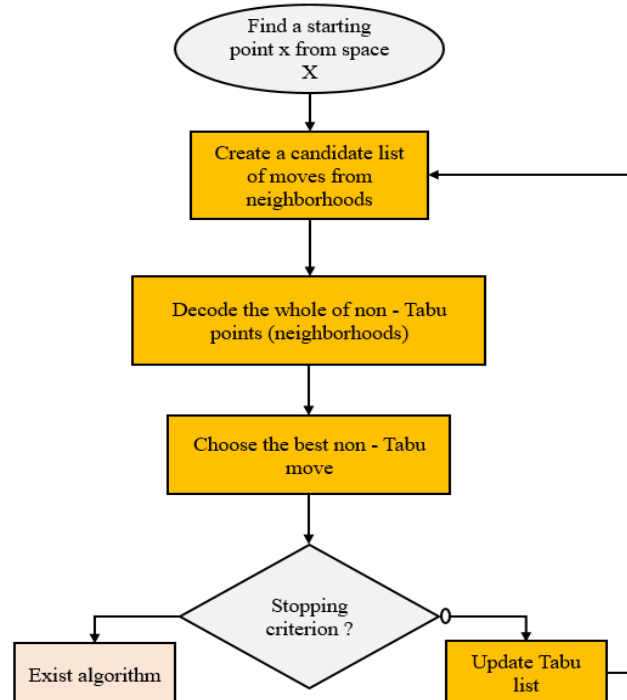 Find a starting
point x from space
X
Create a candidate list
of moves from
neighborhoods
Decode the whole of non - Tabu
points (neighborhoods)
Choose the best non - Tabu
move
Stopping
criterion ?
Exist algorithm
Update Tabu
list